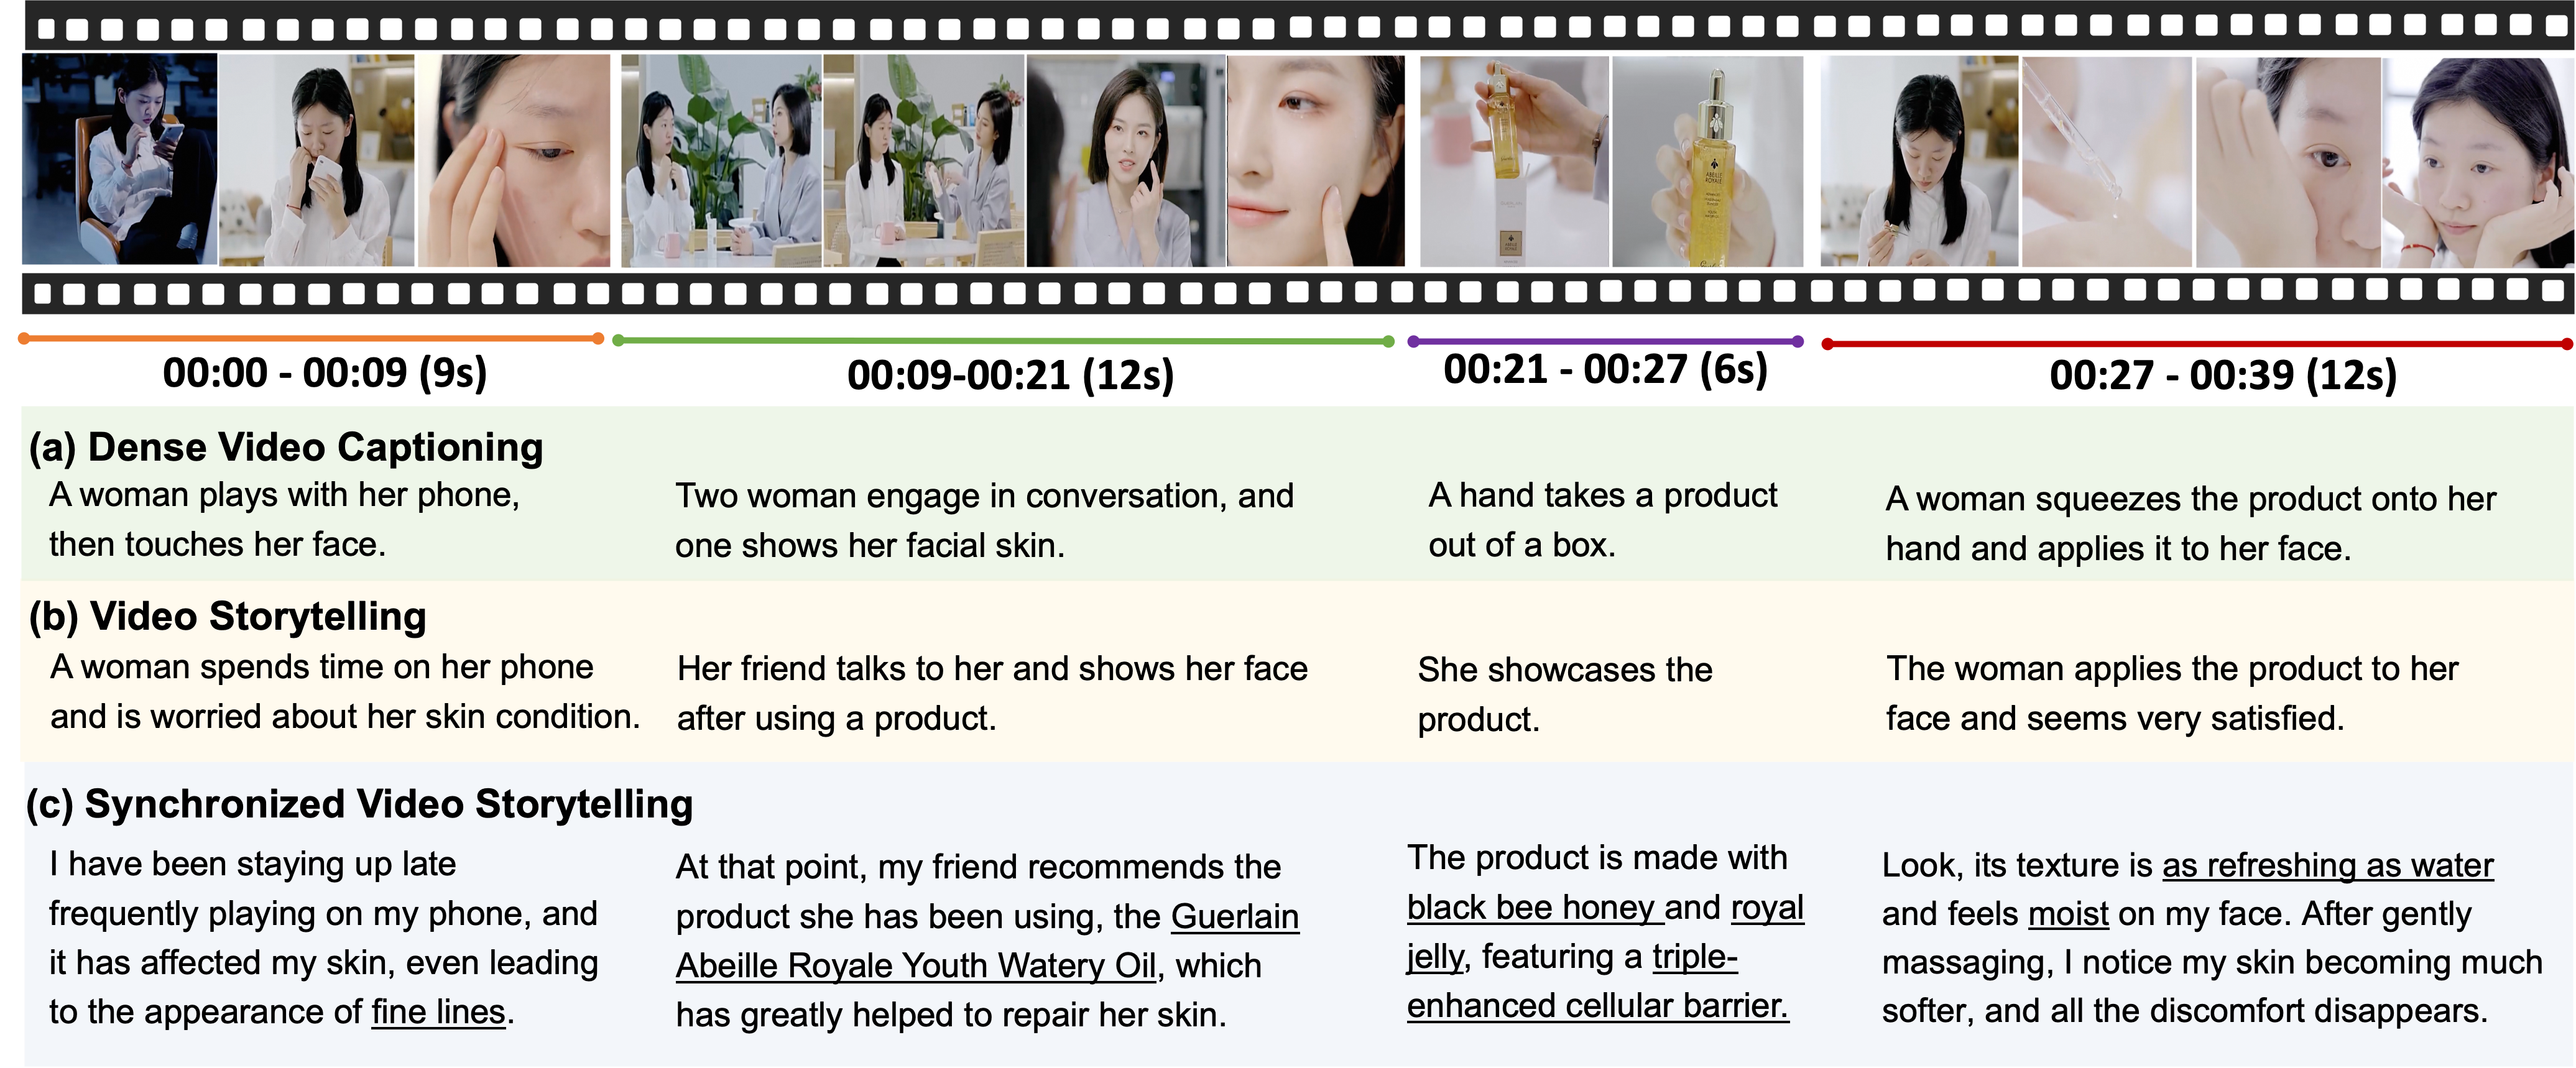 ABEILLE
ROYALE
00:00 - 00:09 (9s)
00:09-00:21 (12s)
00:21 - 00:27 (6s)
00:27 - 00:39 (12s)
(a) Dense Video Captioning
A woman plays with her phone,
then touches her face.
Two woman engage in conversation, and
one shows her facial skin.
A hand takes a product
out of a box.
A woman squeezes the product onto her
hand and applies it to her face.
(b) Video Storytelling
A woman spends time on her phone
and is worried about her skin condition.
Her friend talks to her and shows her face
after using a product.
She showcases the
product.
The woman applies the product to her
face and seems very satisfied.
(c) Synchronized Video Storytelling
I have been staying up late
frequently playing on my phone, and
it has affected my skin, even leading
to the appearance of fine lines.
At that point, my friend recommends the
product she has been using, the Guerlain
Abeille Royale Youth Watery Oil, which
has greatly helped to repair her skin.
The product is made with
black bee honey and royal
jelly, featuring a triple-
enhanced cellular barrier.
Look, its texture is as refreshing as water
and feels moist on my face. After gently
massaging, I notice my skin becoming much
softer, and all the discomfort disappears.